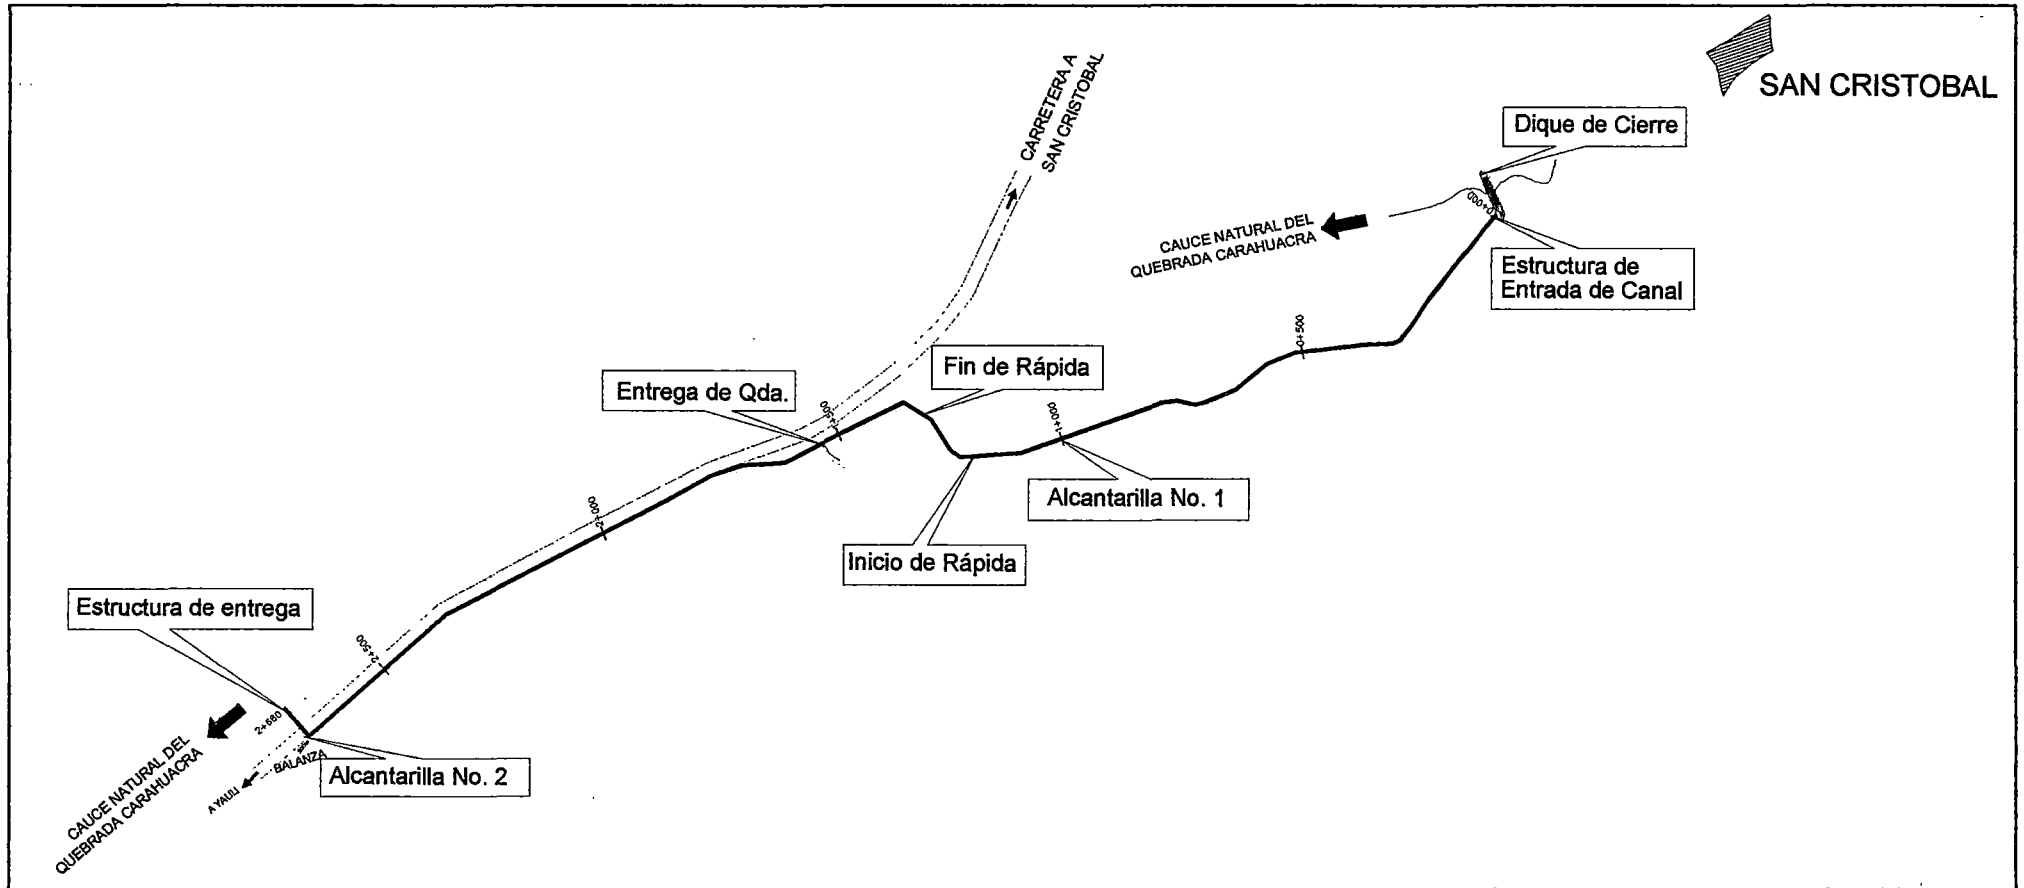 SAN CRISTOBAL
CARRETERA A
SAN CRISTOBAL
Dique de Cierre
0+000
CAUCE NATURAL DEL
QUEBRADA CARAHUACRA
Estructura de
Entrada de Canal
0+500
Fin de Rápida
Entrega de Qda.
1+500
1+000
Alcantarilla No. 1
2+000
Inicio de Rápida
Estructura de entrega
2+500
2+680
BALANZA
Alcantarilla No. 2
A YAULI
CAUCE NATURAL DEL
QUEBRADA CARAHUACRA